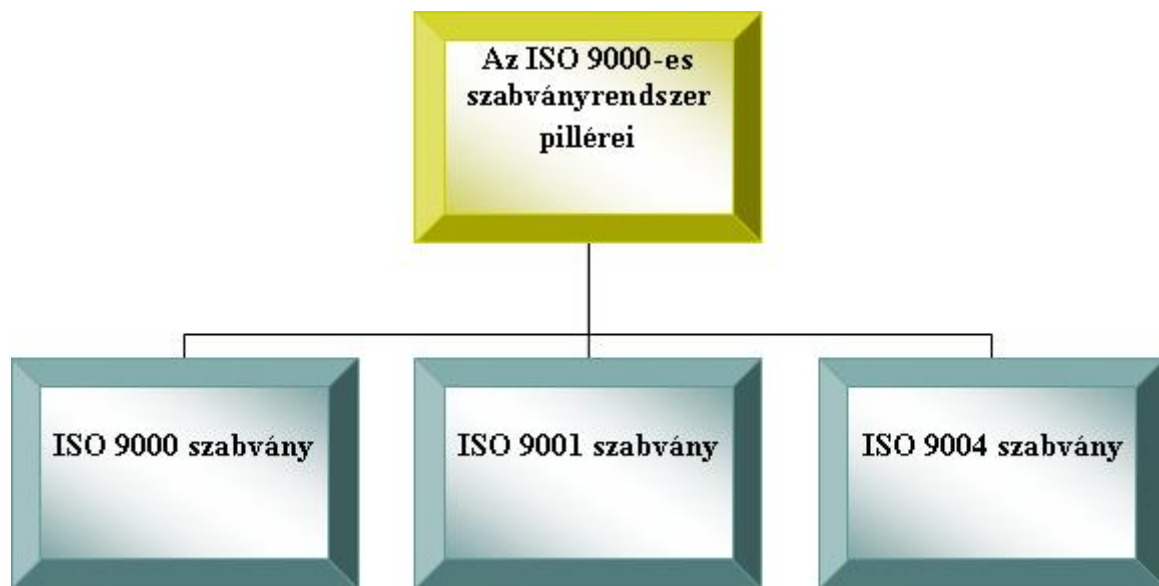 Az ISO 9000-es
szabványrendszer
pillérei
ISO 9000 szabvány
ISO 9001 szabvány
ISO 9004 szabvány